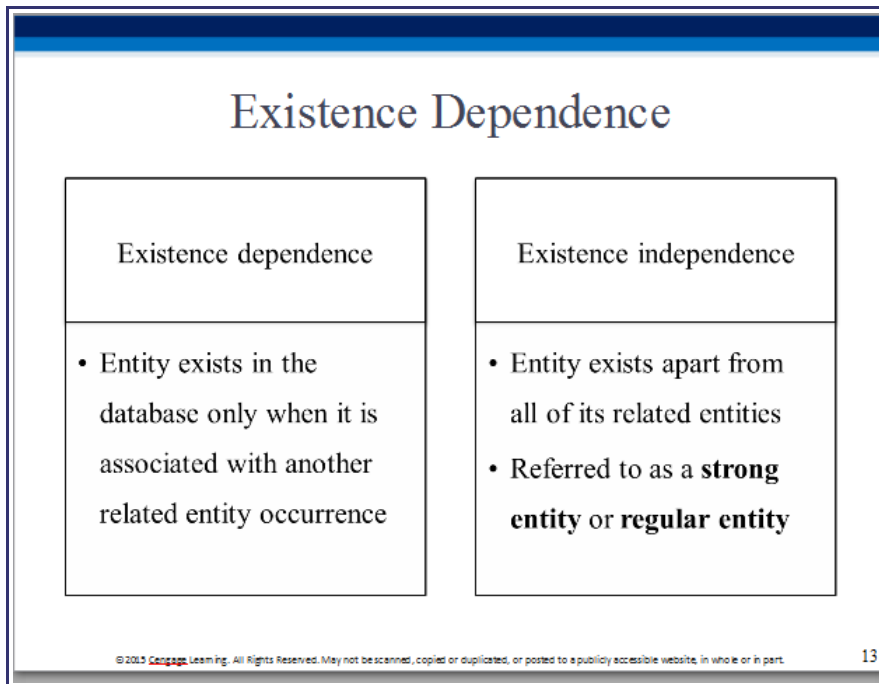 Existence Dependence
Existence dependence
• Entity exists in the
database only when it is
associated with another
related entity occurrence
Existence independence
• Entity exists apart from
all of its related entities
• Referred to as a strong
entity or regular entity
©2015 Cengage Learning. All Rights Reserved. May not be scanned, copied or duplicated, or posted to a publicly accessible website, in whole or in part.
13